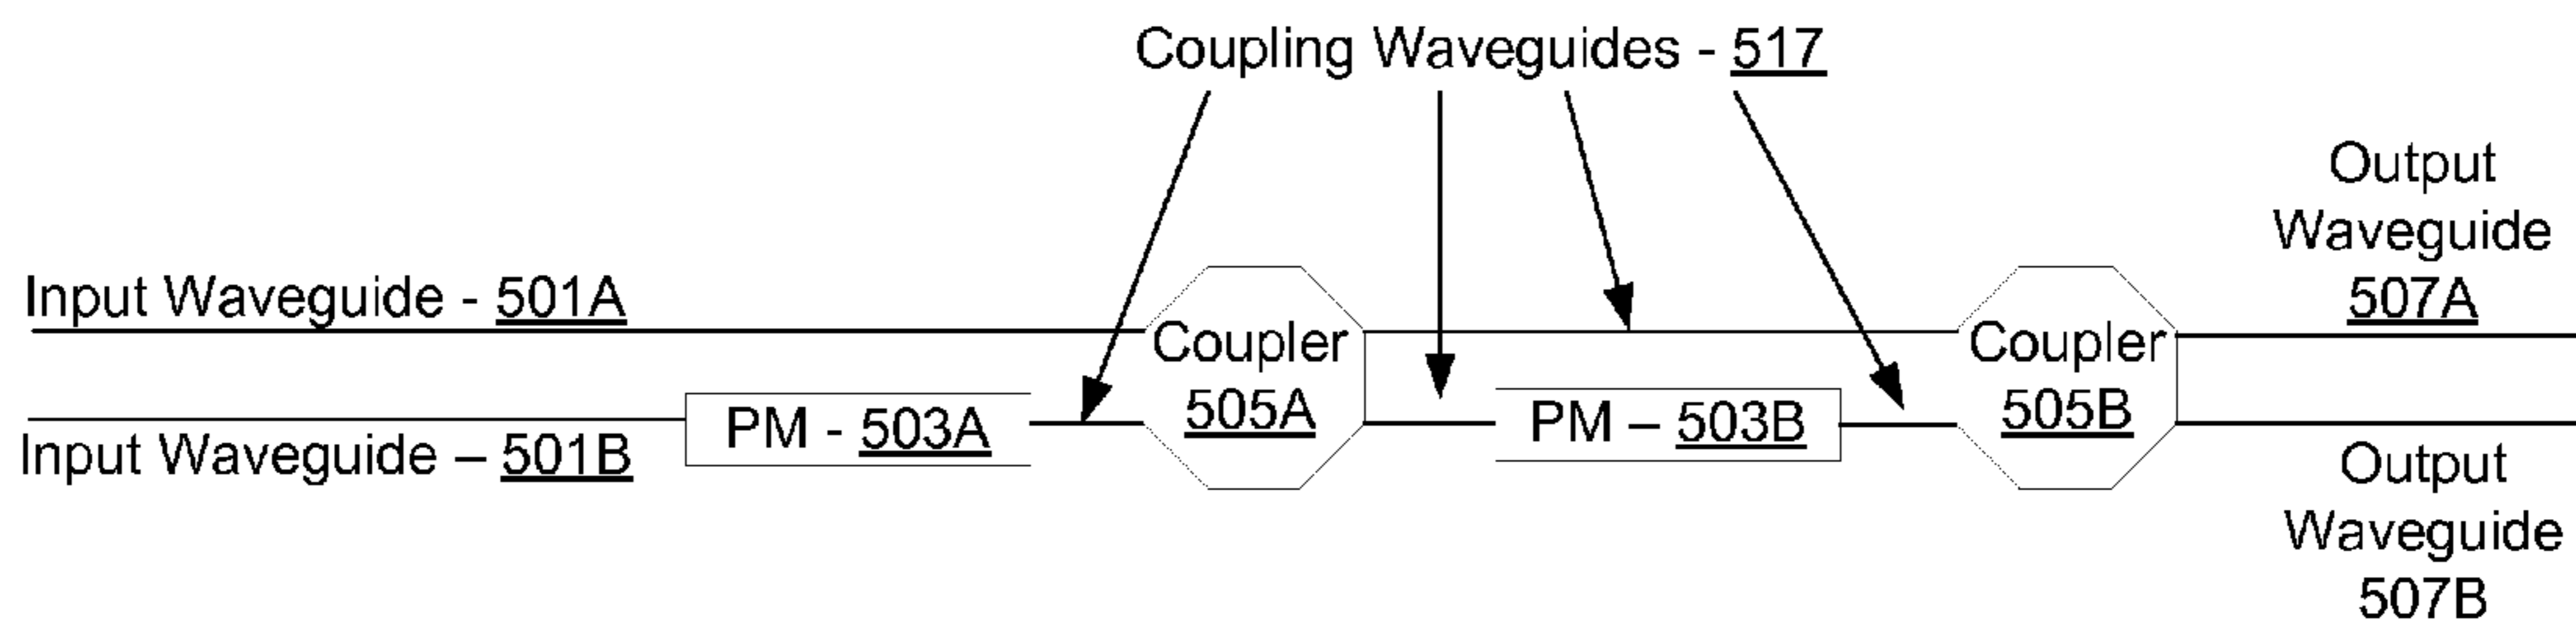 Coupling Waveguides - 517
Output
Waveguide
507A
Input Waveguide - 501A
Coupler
505A
Coupler
505B
PM - 503A
PM – 503B
Input Waveguide – 501B
Output
Waveguide
507B